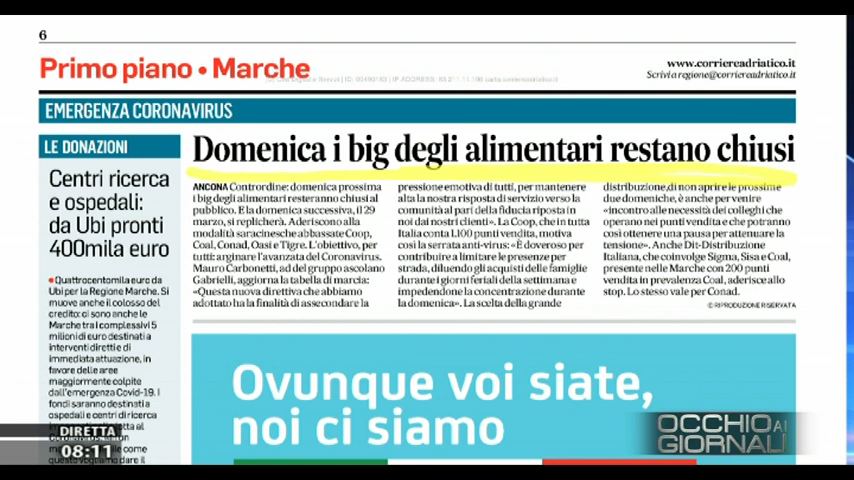 6
Primo piano • Marche
www.corriereadriatico.it
Scrivi a regione@corriereadriatico.it
EMERGENZA CORONAVIRUS
LE DONAZIONI
Centri ricerca
e ospedali:
da Ubi pronti
400mila euro
Quattrocentomila euro da
Ubi per la Regione Marche. Si
muove anche il colosso del
credito: ci sono anche le
Marche tra i complessivi 5
milioni di euro destinati a
interventi diretti e di
immediata attuazione, in
favore delle aree
maggiormente colpite
dall'emergenza Covid-19. I
fondi saranno destinati a
ospedali e centri di ricerca
Domenica i big degli alimentari restano chiusi
ANCONA Contrordine: domenica prossima
i big degli alimentari resteranno chiusi al
pubblico. E la domenica successiva, il 29
marzo, si replicherà. Aderiscono alla
modalità saracinesche abbassate Coop,
Coal, Conad, Oasi e Tigre. L'obiettivo, per
tutti: arginare l'avanzata del Coronavirus.
Mauro Carbonetti, ad del gruppo ascolano
Gabrielli, aggiorna la tabella di marcia:
«Questa nuova direttiva che abbiamo
adottato ha la finalità di assecondare la
pressione emotiva di tutti, per mantenere
alta la nostra risposta di servizio verso la
comunità al pari della fiducia riposta in
noi dai nostri clienti». La Coop, che in tutta
Italia conta 1.100 punti vendita, motiva
così la serrata anti-virus: «È doveroso per
contribuire a limitare le presenze per
strada, diluendo gli acquisti delle famiglie
durante i giorni feriali della settimana e
impedendone la concentrazione durante
la domenica». La scelta della grande
distribuzione, di non aprire le prossime
due domeniche, è anche per venire
«incontro alle necessità dei colleghi che
operano nei punti vendita e che potranno
così ottenere una pausa per attenuare la
tensione». Anche Dit-Distribuzione
Italiana, che coinvolge Sigma, Sisa e Coal,
presente nelle Marche con 200 punti
vendita in prevalenza Coal, aderisce allo
stop. Lo stesso vale per Conad.
© RIPRODUZIONE RISERVATA
Ovunque voi siate,
noi ci siamo
OCCHIO AI
GIORNALI
DIRETTA
08:11